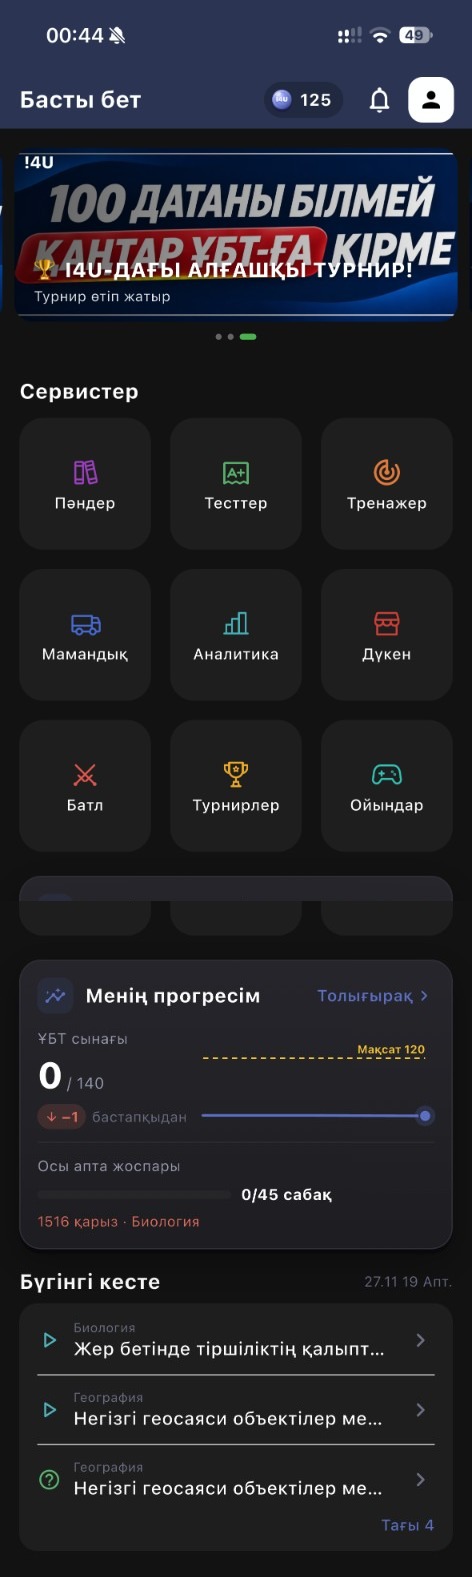 00:44
49
Басты бет
i4U
125
!4U
100 ДАТАНЫ БІЛМЕЙ
ҚАҢТАР ҰБТ-ҒА КІРМЕ
🏆 I4U-ДАҒЫ АЛҒАШҚЫ ТУРНИР!
Турнир өтіп жатыр
Сервистер
Пәндер
Тесттер
Тренажер
Мамандық
Аналитика
Дүкен
Батл
Турнирлер
Ойындар
Менің прогресім
Толығырақ >
ҰБТ сынағы
Мақсат 120
0 / 140
↓ −1 бастапқыдан
Осы апта жоспары
0/45 сабақ
1516 қарыз · Биология
Бүгінгі кесте
27.11 19 Апт.
Биология
Жер бетінде тіршіліктің қалыпт...
География
Негізгі геосаяси объектілер ме...
География
Негізгі геосаяси объектілер ме...
Тағы 4